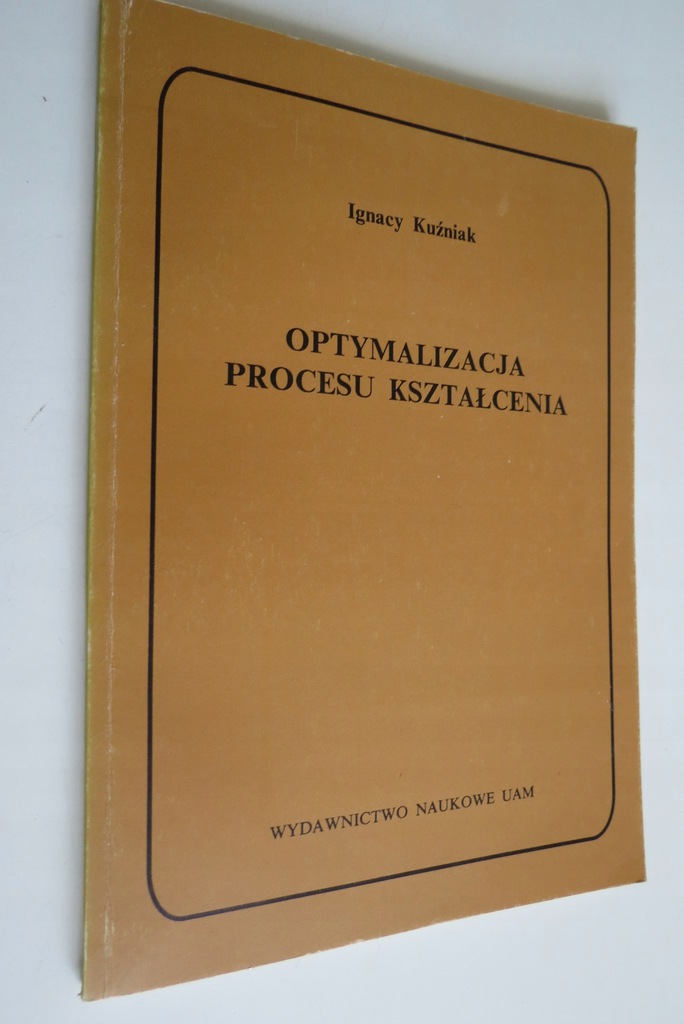 Ignacy Kuźniak
OPTYMALIZACJA
PROCESU KSZTAŁCENIA
WYDAWNICTWO NAUKOWE UAM